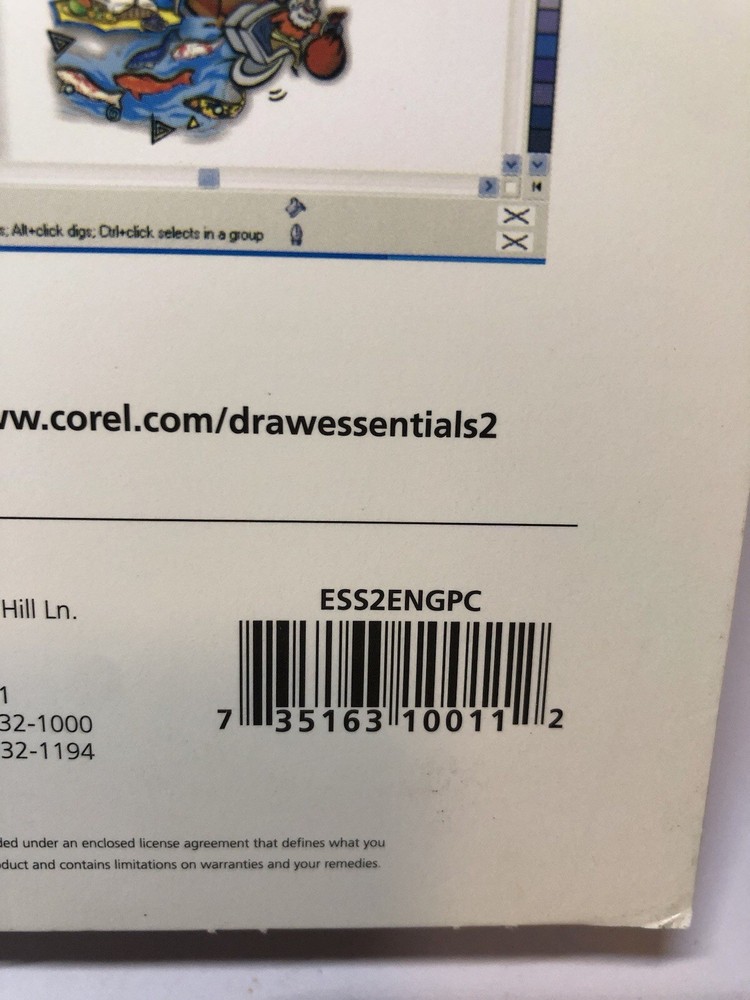 s; Alt+click digs; Ctrl+click selects in a group
ww.corel.com/drawessentials2
Hill Ln.
ESS2ENGPC
1
32-1000
32-1194
7 35163 10011 2
ded under an enclosed license agreement that defines what you
oduct and contains limitations on warranties and your remedies.